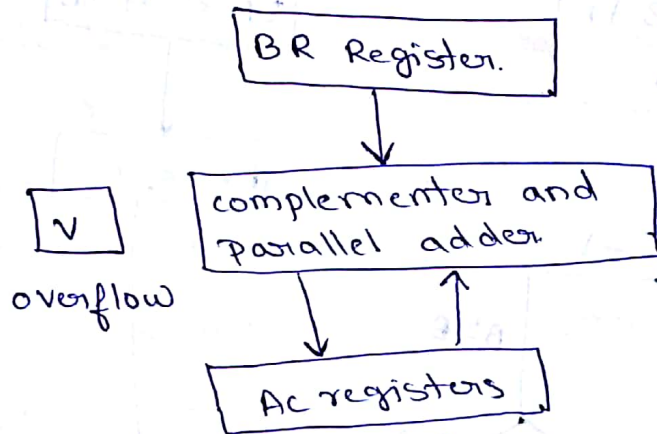 BR Register.
complementer and
parallel adder.
V
overflow
Ac registers